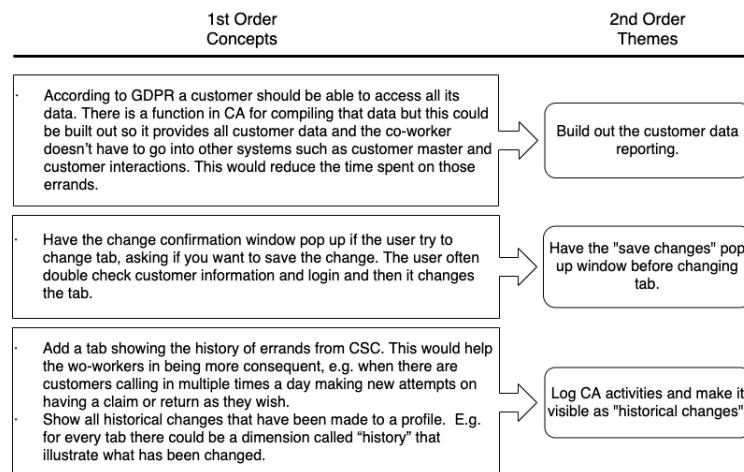 1st Order
Concepts
2nd Order
Themes
· According to GDPR a customer should be able to access all its
data. There is a function in CA for compiling that data but this could
be built out so it provides all customer data and the co-worker
doesn't have to go into other systems such as customer master and
customer interactions. This would reduce the time spent on those
errands.
Build out the customer data
reporting.
· Have the change confirmation window pop up if the user try to
change tab, asking if you want to save the change. The user often
double check customer information and login and then it changes
the tab.
Have the "save changes" pop
up window before changing
tab.
· Add a tab showing the history of errands from CSC. This would help
the wo-workers in being more consequent, e.g. when there are
customers calling in multiple times a day making new attempts on
having a claim or return as they wish.
· Show all historical changes that have been made to a profile. E.g.
for every tab there could be a dimension called “history” that
illustrate what has been changed.
Log CA activities and make it
visible as "historical changes"